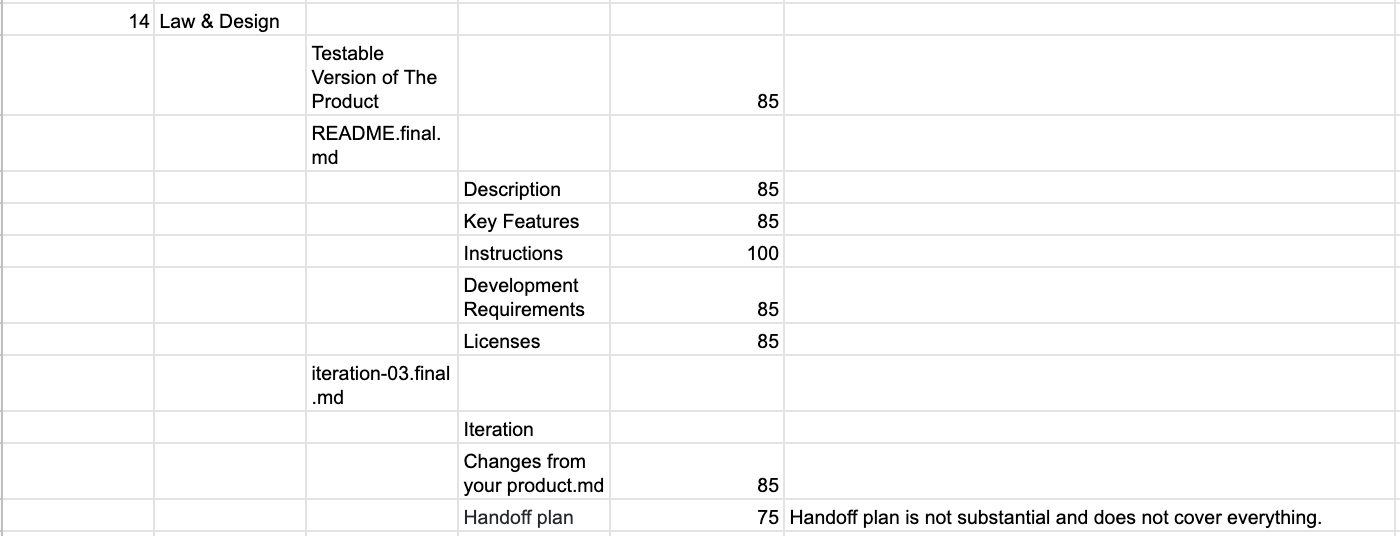 14 Law & Design
Testable
Version of The
Product 85
README.final.
md
Description 85
Key Features 85
Instructions 100
Development
Requirements 85
Licenses 85
iteration-03.final
.md
Iteration
Changes from
your product.md 85
Handoff plan 75 Handoff plan is not substantial and does not cover everything.